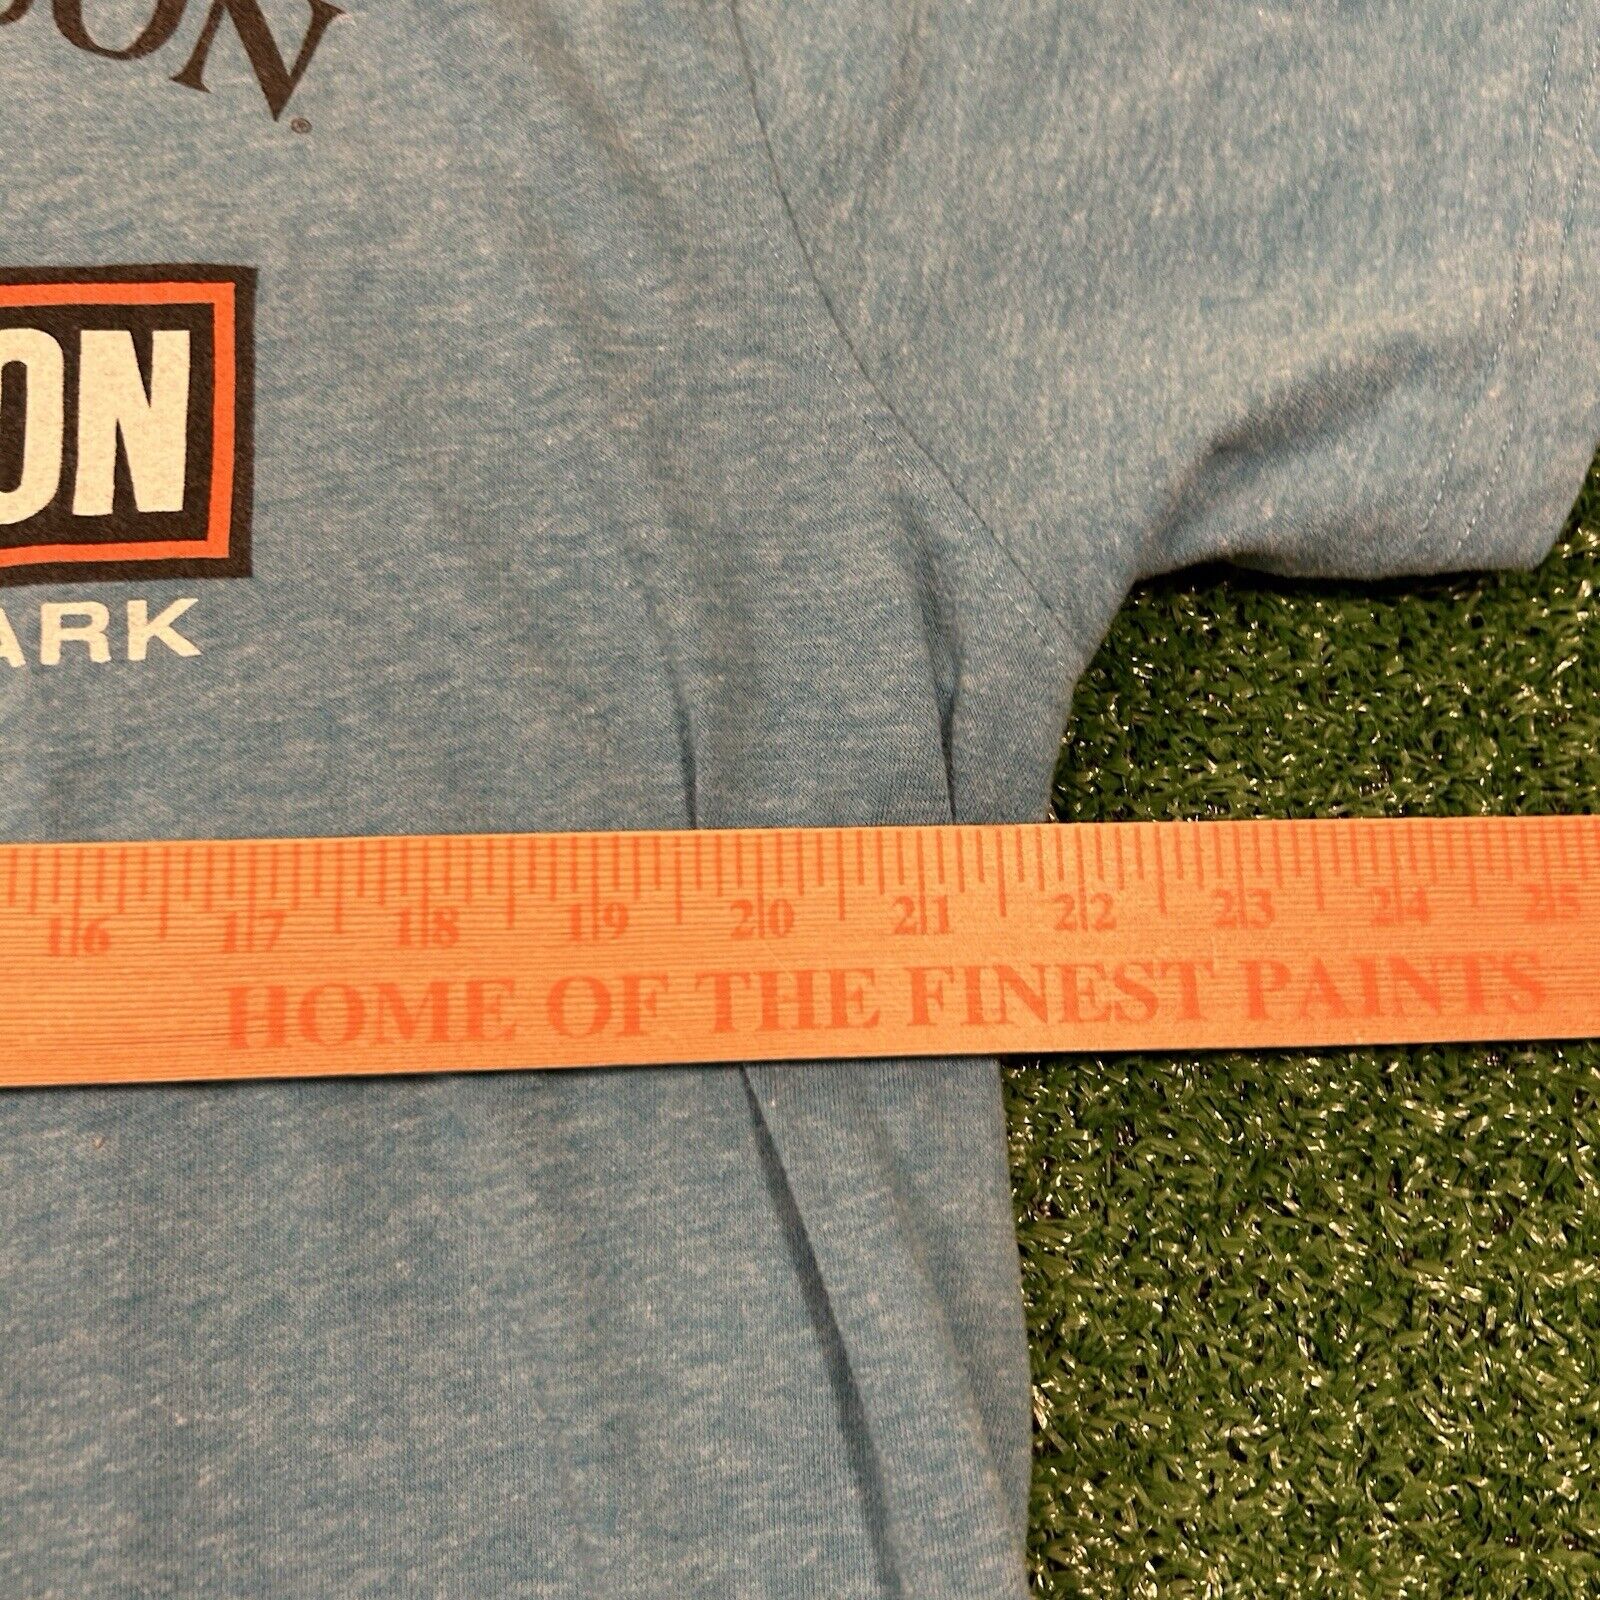 ON®
ON
ARK
16 17 18 19 20 21 22 23 24 25
HOME OF THE FINEST PAINTS